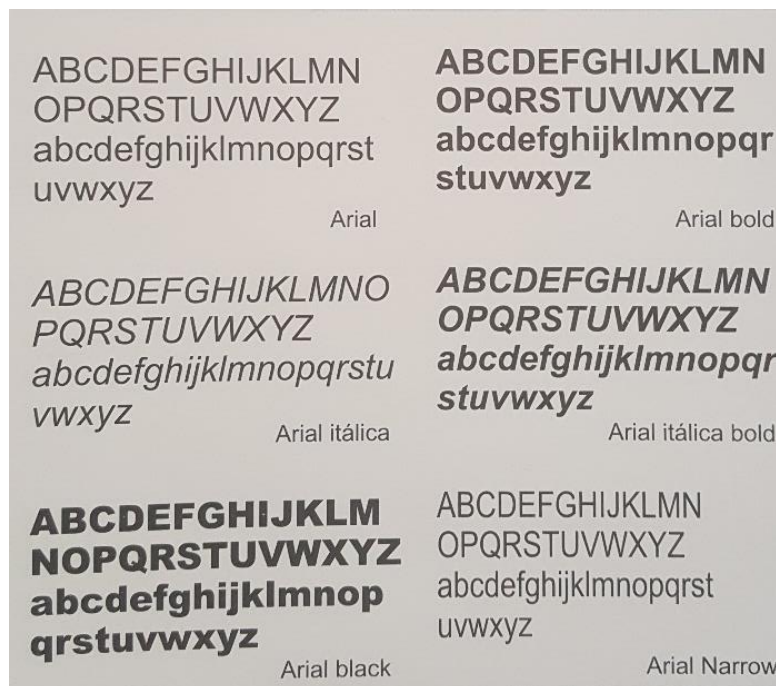 ABCDEFGHIJKLMN
OPQRSTUVWXYZ
abcdefghijklmnopqrst
uvwxyz
Arial
ABCDEFGHIJKLMN
OPQRSTUVWXYZ
abcdefghijklmnopqr
stuvwxyz
Arial bold
ABCDEFGHIJKLMNO
PQRSTUVWXYZ
abcdefghijklmnopqrstu
vwxyz
Arial itálica
ABCDEFGHIJKLMN
OPQRSTUVWXYZ
abcdefghijklmnopqr
stuvwxyz
Arial itálica bold
ABCDEFGHIJKLM
NOPQRSTUVWXYZ
abcdefghijklmnop
qrstuvwxyz
Arial black
ABCDEFGHIJKLMN
OPQRSTUVWXYZ
abcdefghijklmnopqrst
uvwxyz
Arial Narrow